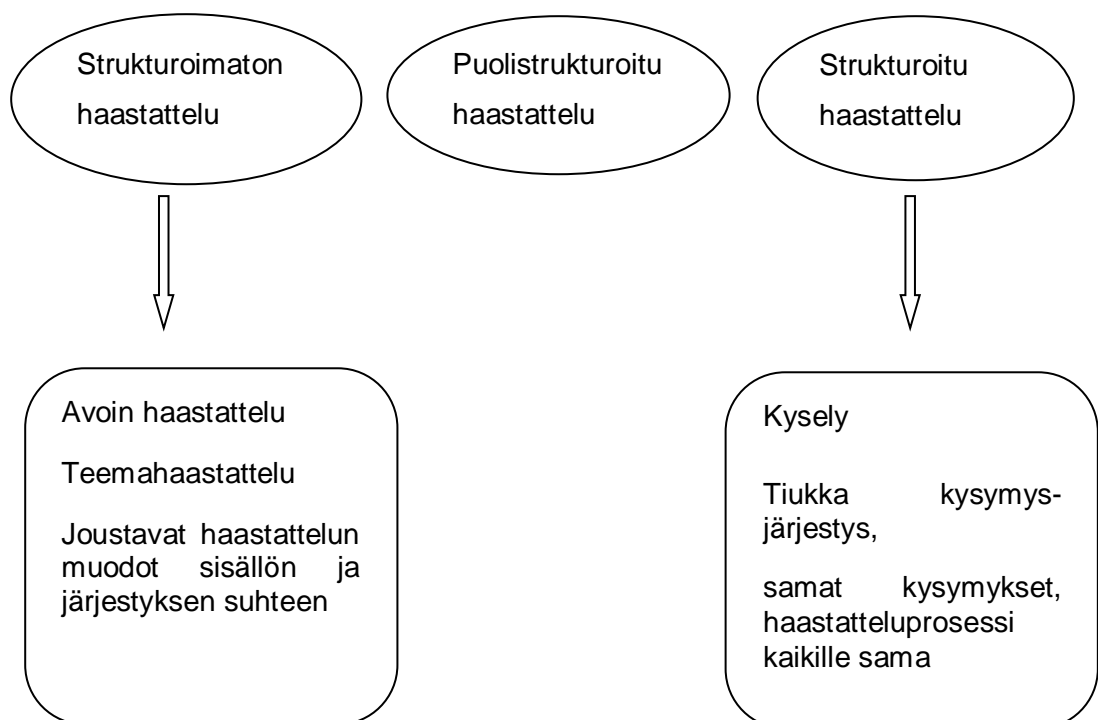 Strukturoimaton
haastattelu
Puolistrukturoitu
haastattelu
Strukturoitu
haastattelu
Avoin haastattelu
Teemahaastattelu
Joustavat haastattelun
muodot sisällön ja
järjestyksen suhteen
Kysely
Tiukka kysymys-
järjestys,
samat kysymykset,
haastatteluprosessi
kaikille sama